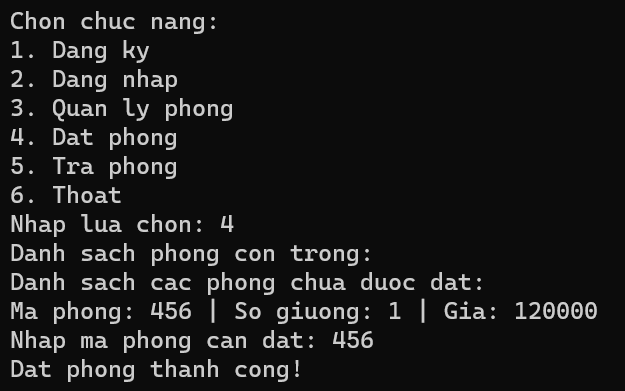 Chon chuc nang:
1. Dang ky
2. Dang nhap
3. Quan ly phong
4. Dat phong
5. Tra phong
6. Thoat
Nhap lua chon: 4
Danh sach phong con trong:
Danh sach cac phong chua duoc dat:
Ma phong: 456 | So giuong: 1 | Gia: 120000
Nhap ma phong can dat: 456
Dat phong thanh cong!